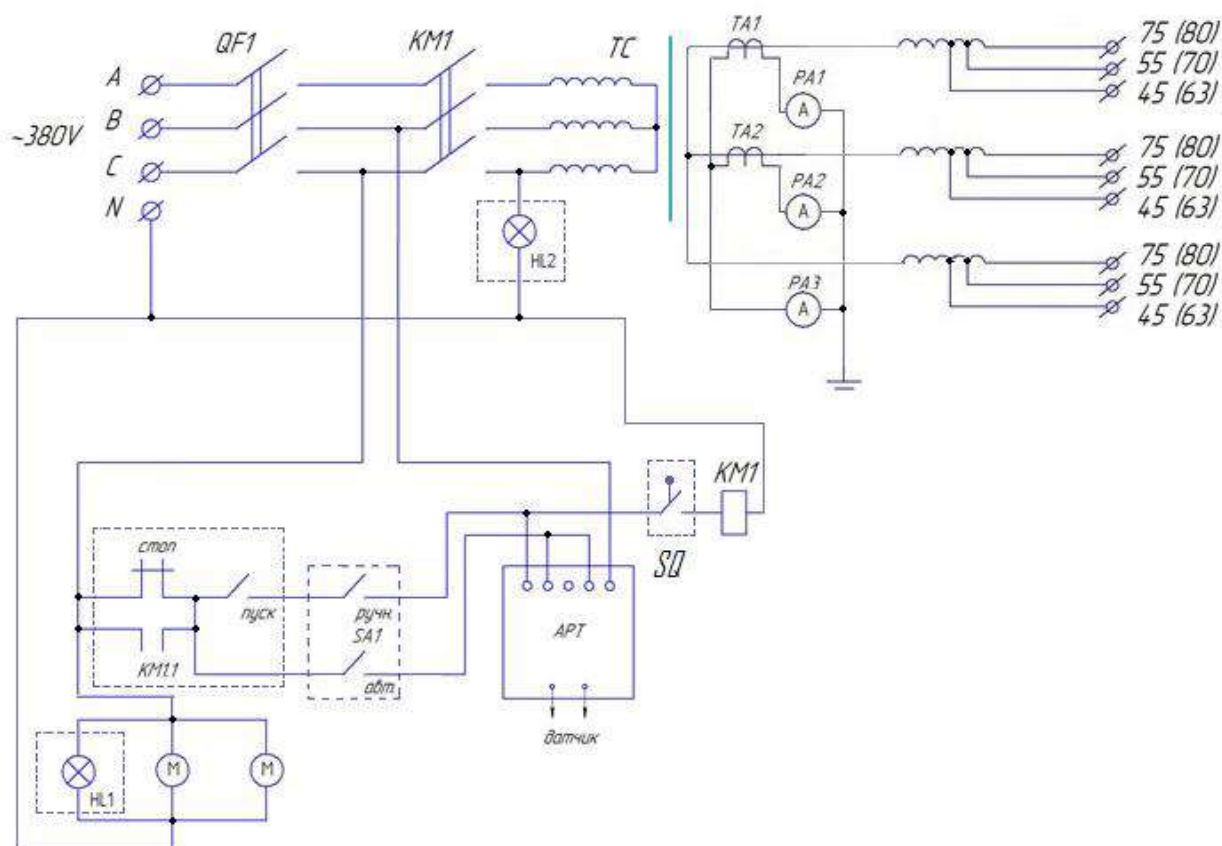 QF1
KM1
TC
TA1
75 (80)
A
PA1
55 (70)
A
45 (63)
~380V
B
TA2
75 (80)
C
PA2
55 (70)
N
A
45 (63)
HL2
75 (80)
PA3
55 (70)
A
45 (63)
KM1
SQ
стоп
пуск
ручн.
SA1
АРТ
KM1.1
авт.
датчик
M
M
HL1